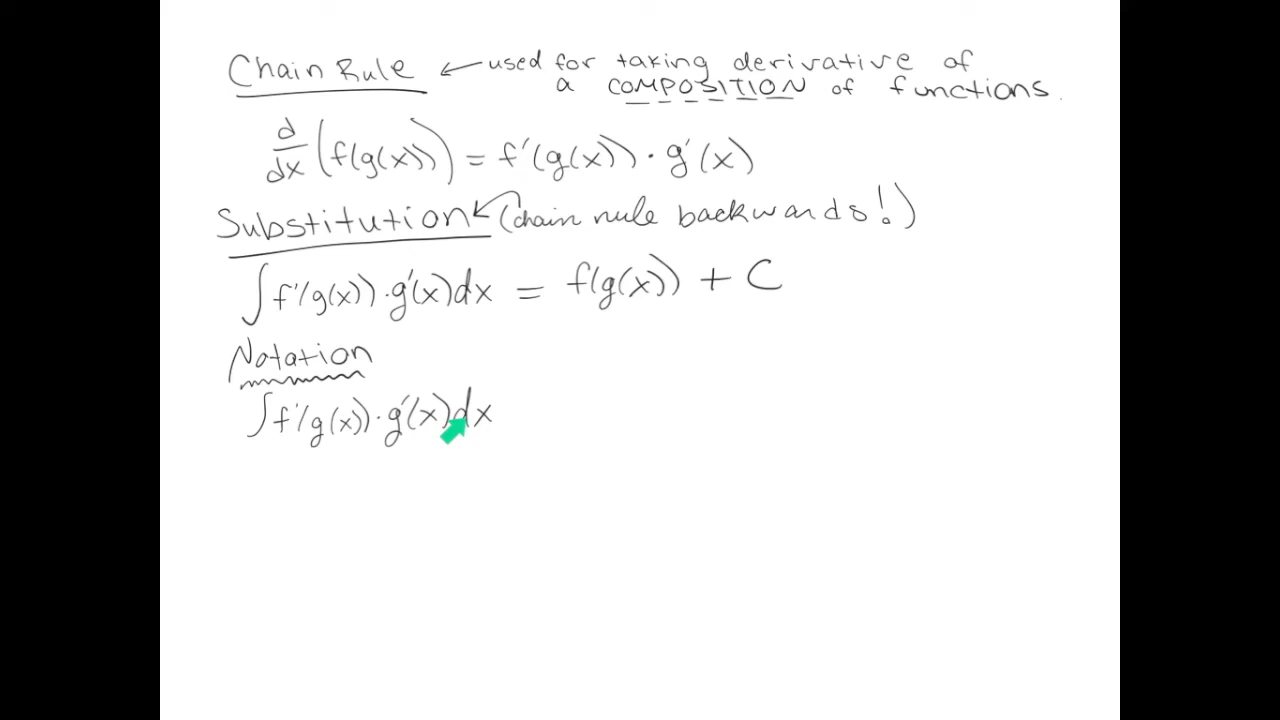 Chain Rule ← used for taking derivative of
a COMPOSITION of functions.
d/dx (f(g(x))) = f'(g(x)) · g'(x)
Substitution ← (chain rule backwards!)
∫ f'(g(x)) · g'(x) dx = f(g(x)) + C
Notation
∫ f'(g(x)) · g'(x) dx